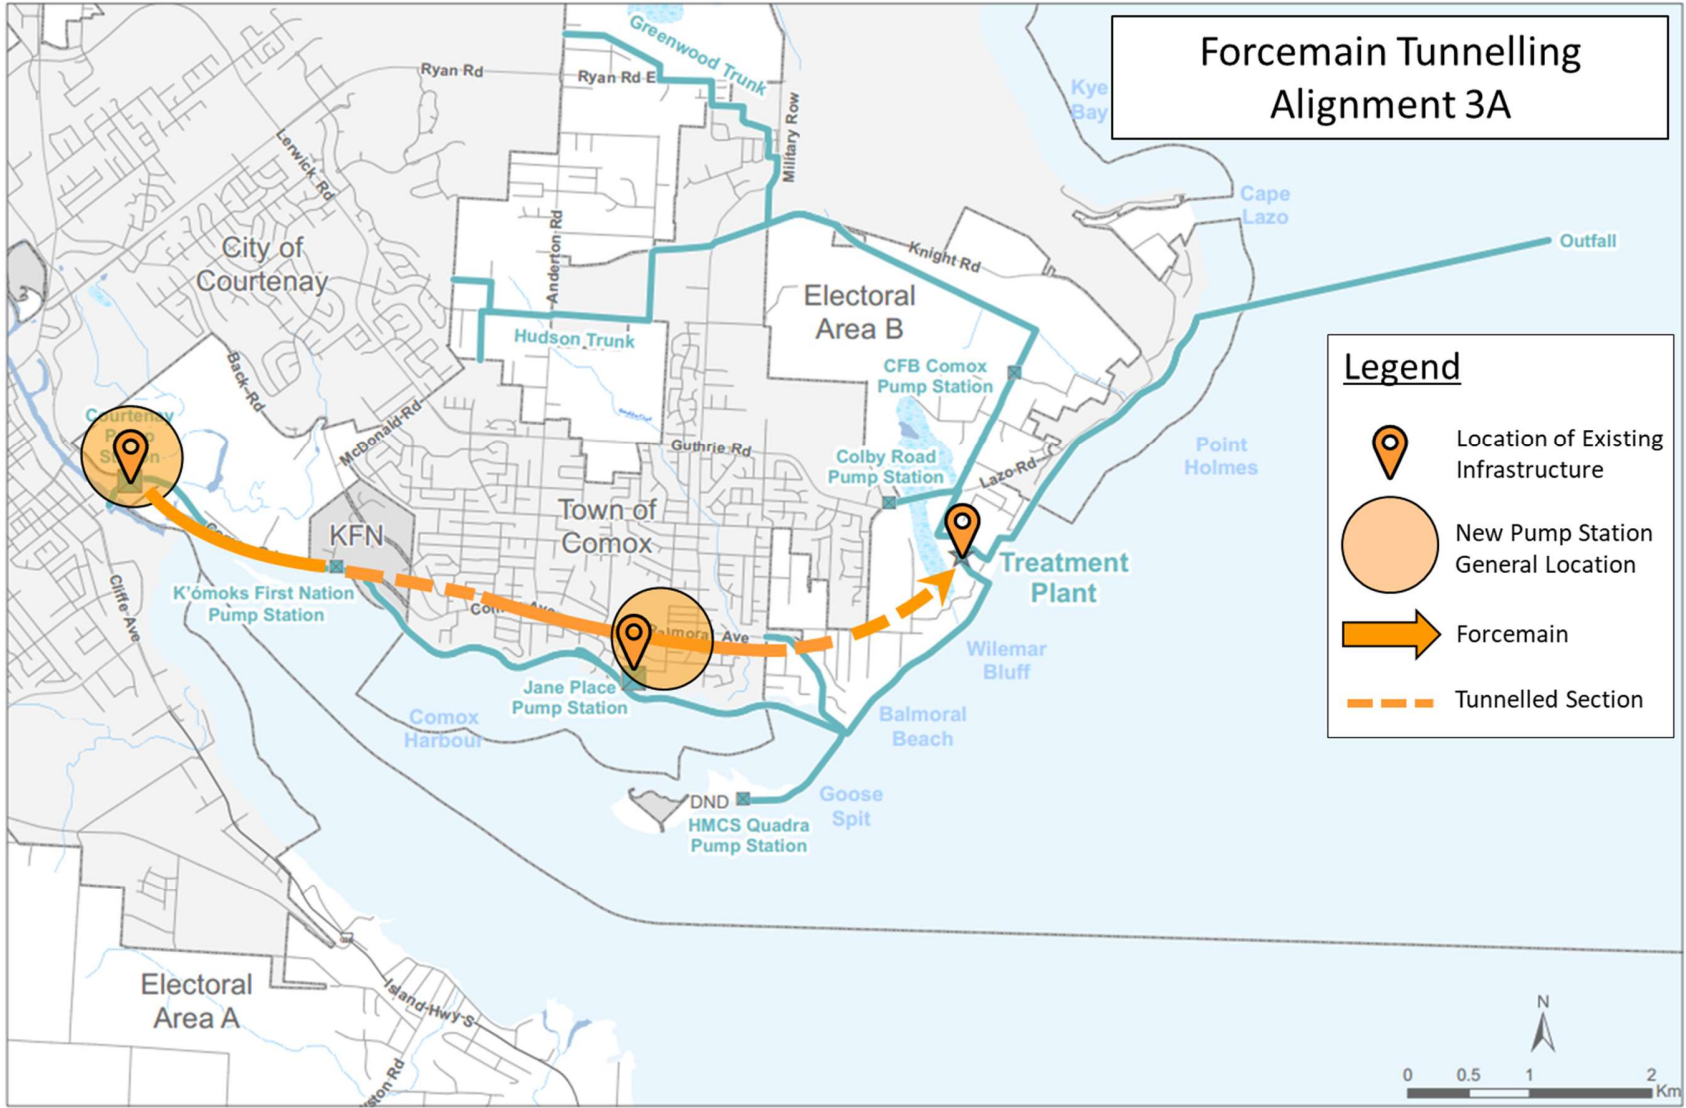 Forcemain Tunnelling
Alignment 3A
Greenwood Trunk
Ryan Rd
Ryan Rd E
Military Row
Kye
Bay
Lerwick Rd
Cape
Lazo
Outfall
City of
Courtenay
Anderton Rd
Knight Rd
Electoral
Area B
Hudson Trunk
Back Rd
CFB Comox
Pump Station
Courtenay
Station
McDonald Rd
Guthrie Rd
Colby Road
Pump Station
Lazo Rd
Point
Holmes
KFN
Town of
Comox
Treatment
Plant
K'ómoks First Nation
Pump Station
Cliffe Ave
Ave
Balmoral Ave
Wilemar
Bluff
Jane Place
Pump Station
Comox
Harbour
Balmoral
Beach
DND
HMCS Quadra
Pump Station
Goose
Spit
Electoral
Area A
Island Hwy S
Legend
Location of Existing
Infrastructure
New Pump Station
General Location
Forcemain
Tunnelled Section
N
0 0.5 1 2
Km